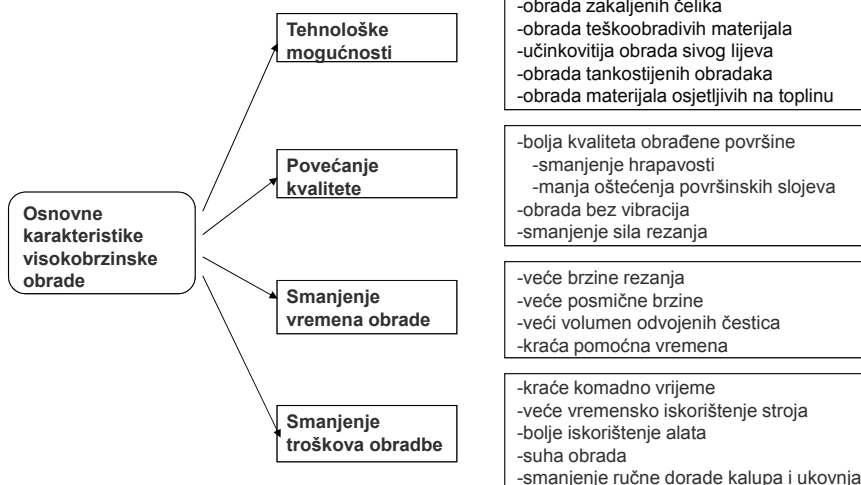 Osnovne
karakteristike
visokobrzinske
obrade
Tehnološke
mogućnosti
-obrada zakaljenih čelika
-obrada teškoobradivih materijala
-učinkovitija obrada sivog lijeva
-obrada tankostijenih obradaka
-obrada materijala osjetljivih na toplinu
Povećanje
kvalitete
-bolja kvaliteta obrađene površine
-smanjenje hrapavosti
-manja oštećenja površinskih slojeva
-obrada bez vibracija
-smanjenje sila rezanja
Smanjenje
vremena obrade
-veće brzine rezanja
-veće posmične brzine
-veći volumen odvojenih čestica
-kraća pomoćna vremena
Smanjenje
troškova obradbe
-kraće komadno vrijeme
-veće vremensko iskorištenje stroja
-bolje iskorištenje alata
-suha obrada
-smanjenje ručne dorade kalupa i ukovnja